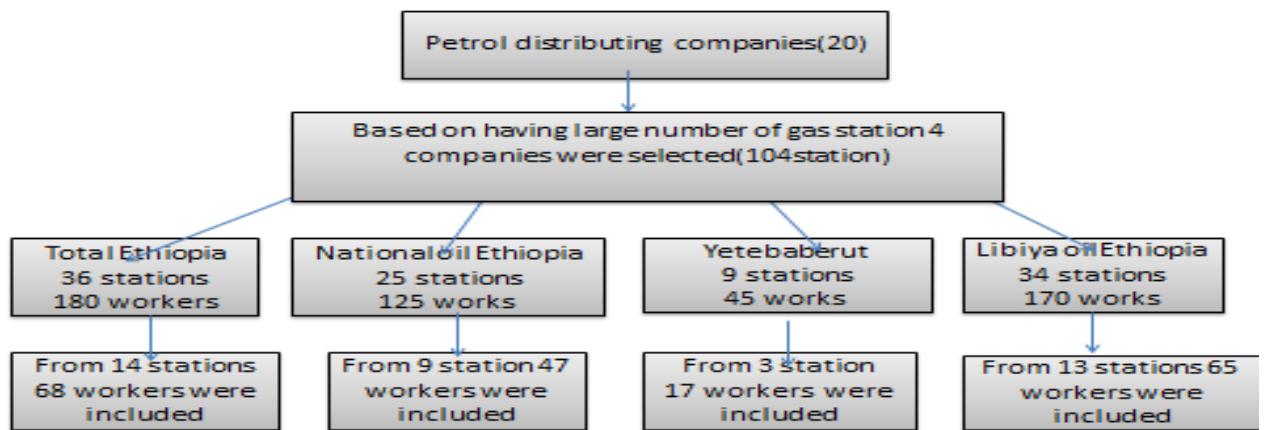 Petrol distributing companies(20)
Based on having large number of gas station 4
companies were selected(104station)
Total Ethiopia
36 stations
180 workers
National oil Ethiopia
25 stations
125 works
Yetebaberut
9 stations
45 works
Libiya oil Ethiopia
34 stations
170 works
From 14 stations
68 workers were
included
From 9 station 47
workers were
included
From 3 station
17 workers were
included
From 13 stations 65
workers were
included